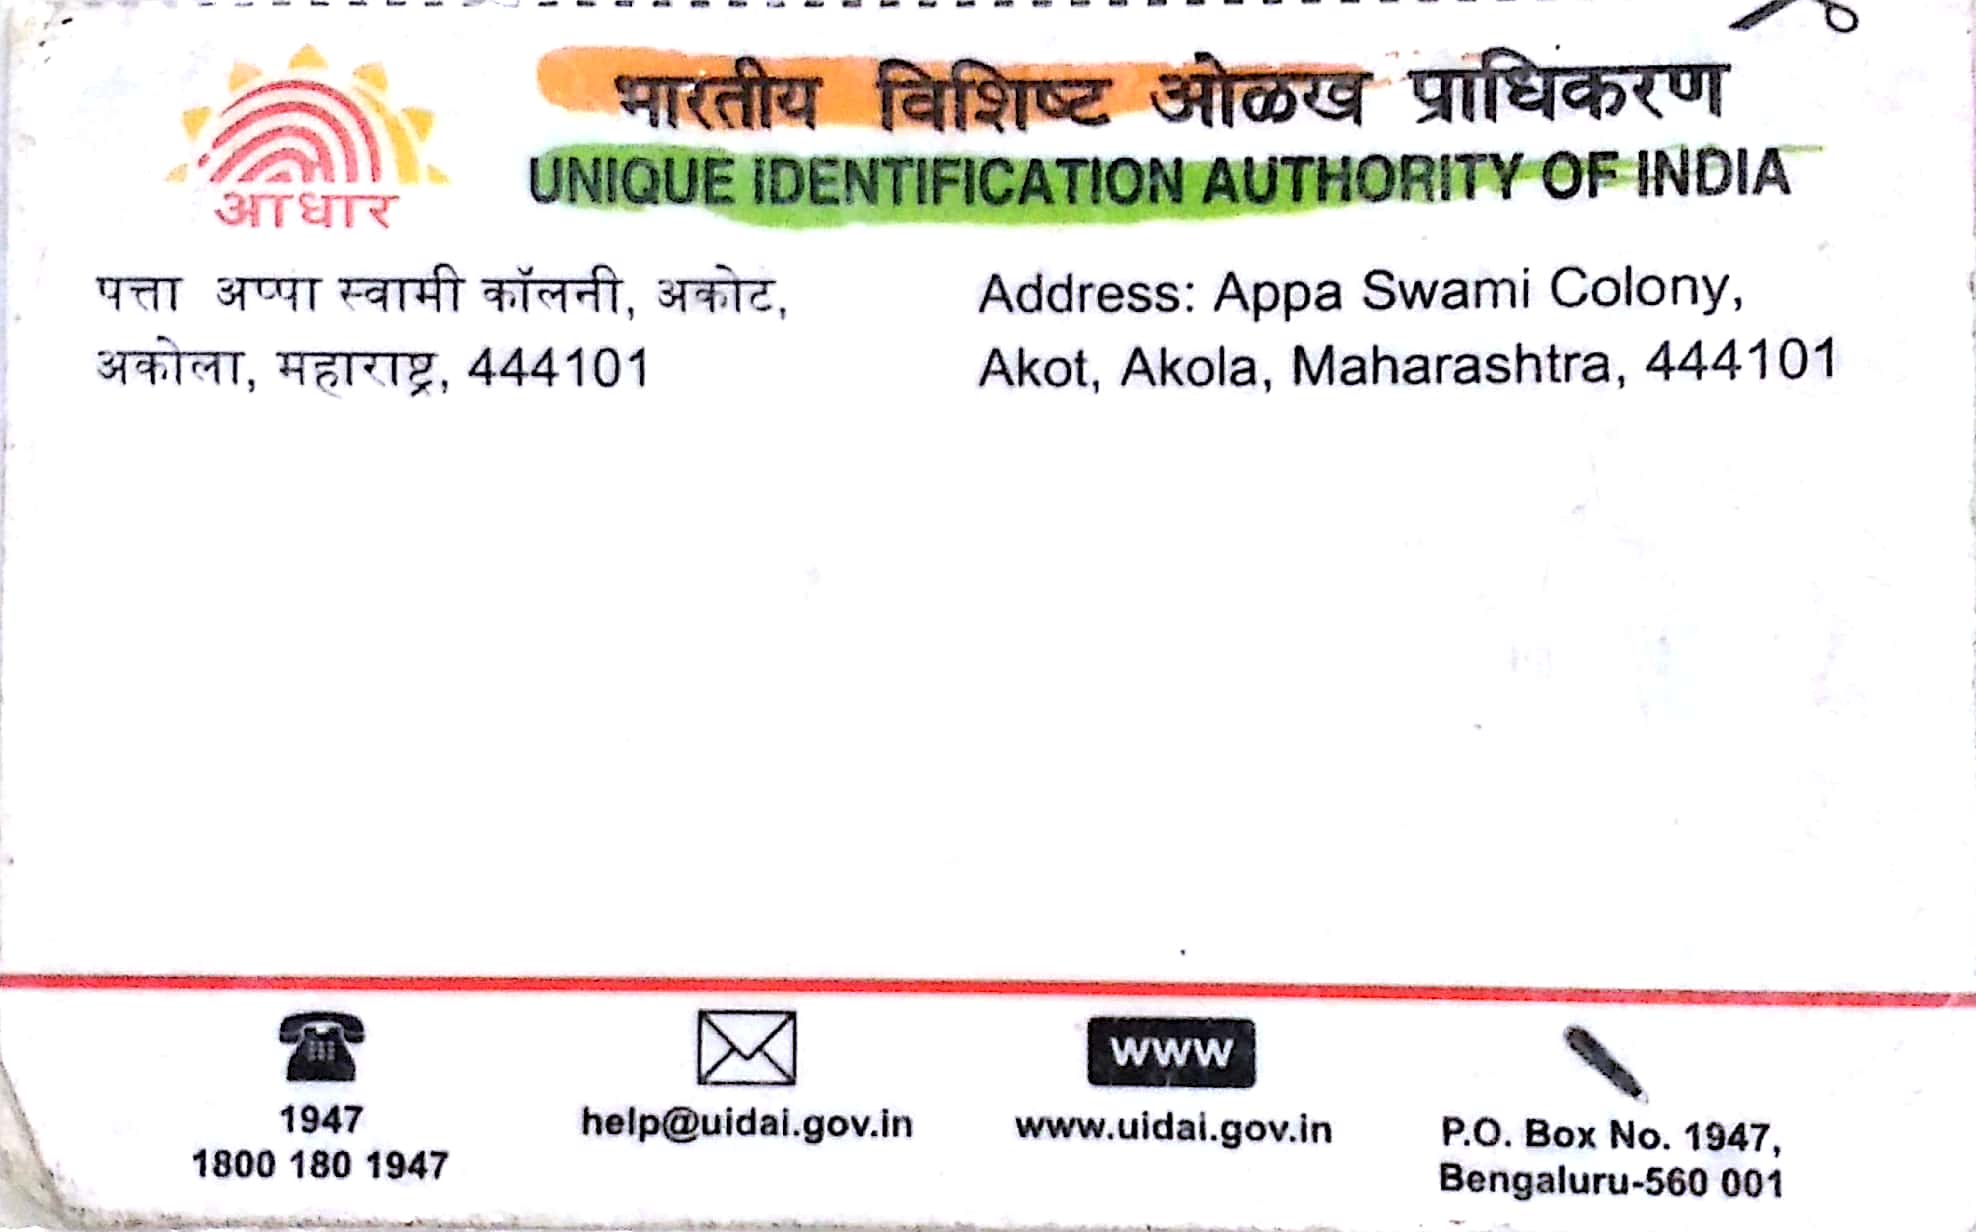 भारतीय विशिष्ट ओळख प्राधिकरण
UNIQUE IDENTIFICATION AUTHORITY OF INDIA
आधार
पत्ता अप्पा स्वामी कॉलनी, अकोट,
अकोला, महाराष्ट्र, 444101
Address: Appa Swami Colony,
Akot, Akola, Maharashtra, 444101
1947
1800 180 1947
help@uidai.gov.in
www
www.uidai.gov.in
P.O. Box No. 1947,
Bengaluru-560 001